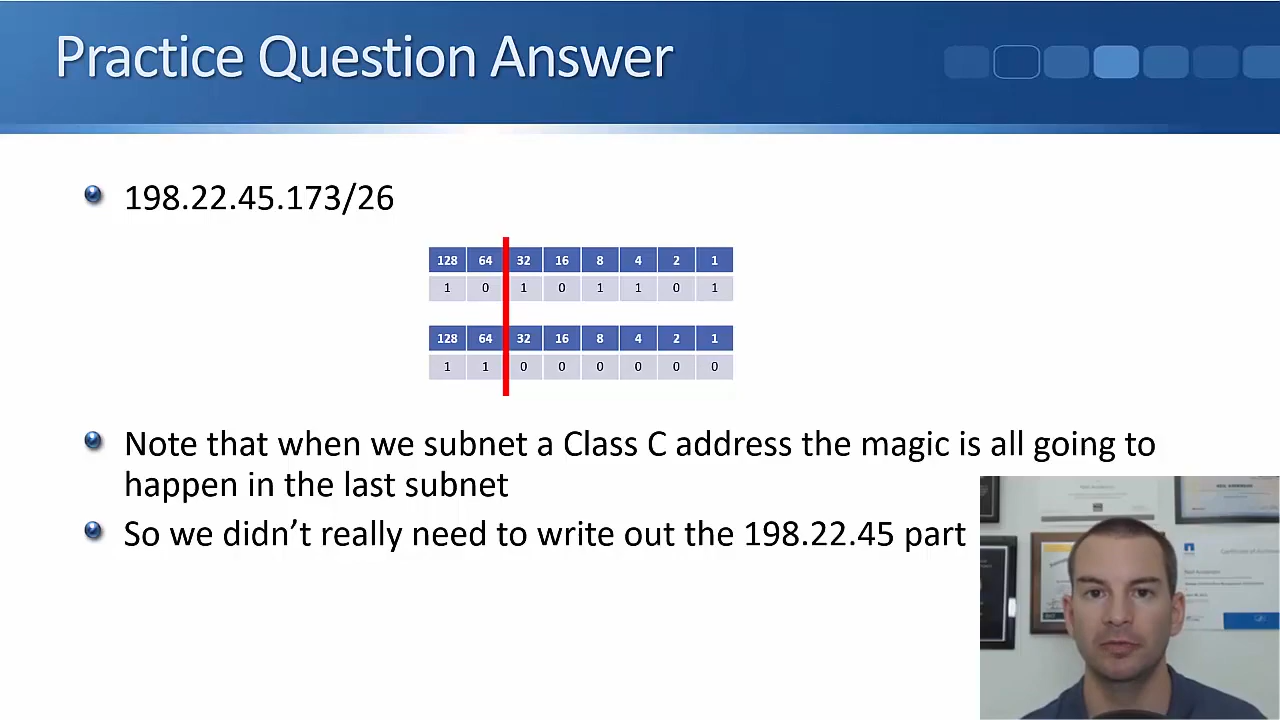 Practice Question Answer
198.22.45.173/26
128 64 32 16 8 4 2 1
1 0 1 0 1 1 0 1
128 64 32 16 8 4 2 1
1 1 0 0 0 0 0 0
Note that when we subnet a Class C address the magic is all going to
happen in the last subnet
So we didn’t really need to write out the 198.22.45 part